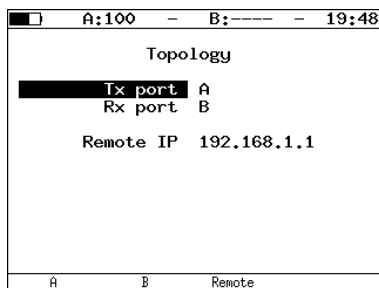 A:100 – B:---- – 19:48
Topology
Tx port A
Rx port B
Remote IP 192.168.1.1
A B Remote